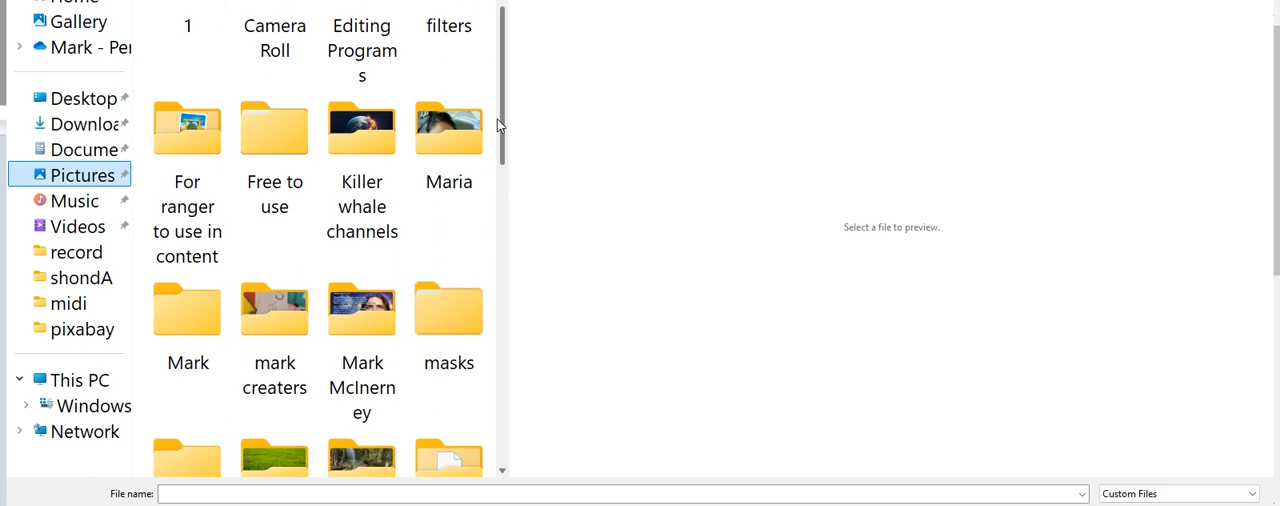 Gallery
Mark - Per
Desktop
Downloa
Docume
Pictures
Music
Videos
record
shondA
midi
pixabay
This PC
Windows
Network
1
Camera
Roll
Editing
Program
s
filters
For
ranger
to use in
content
Free to
use
Killer
whale
channels
Maria
Mark
mark
creaters
Mark
McInern
ey
masks
Select a file to preview.
File name:
Custom Files